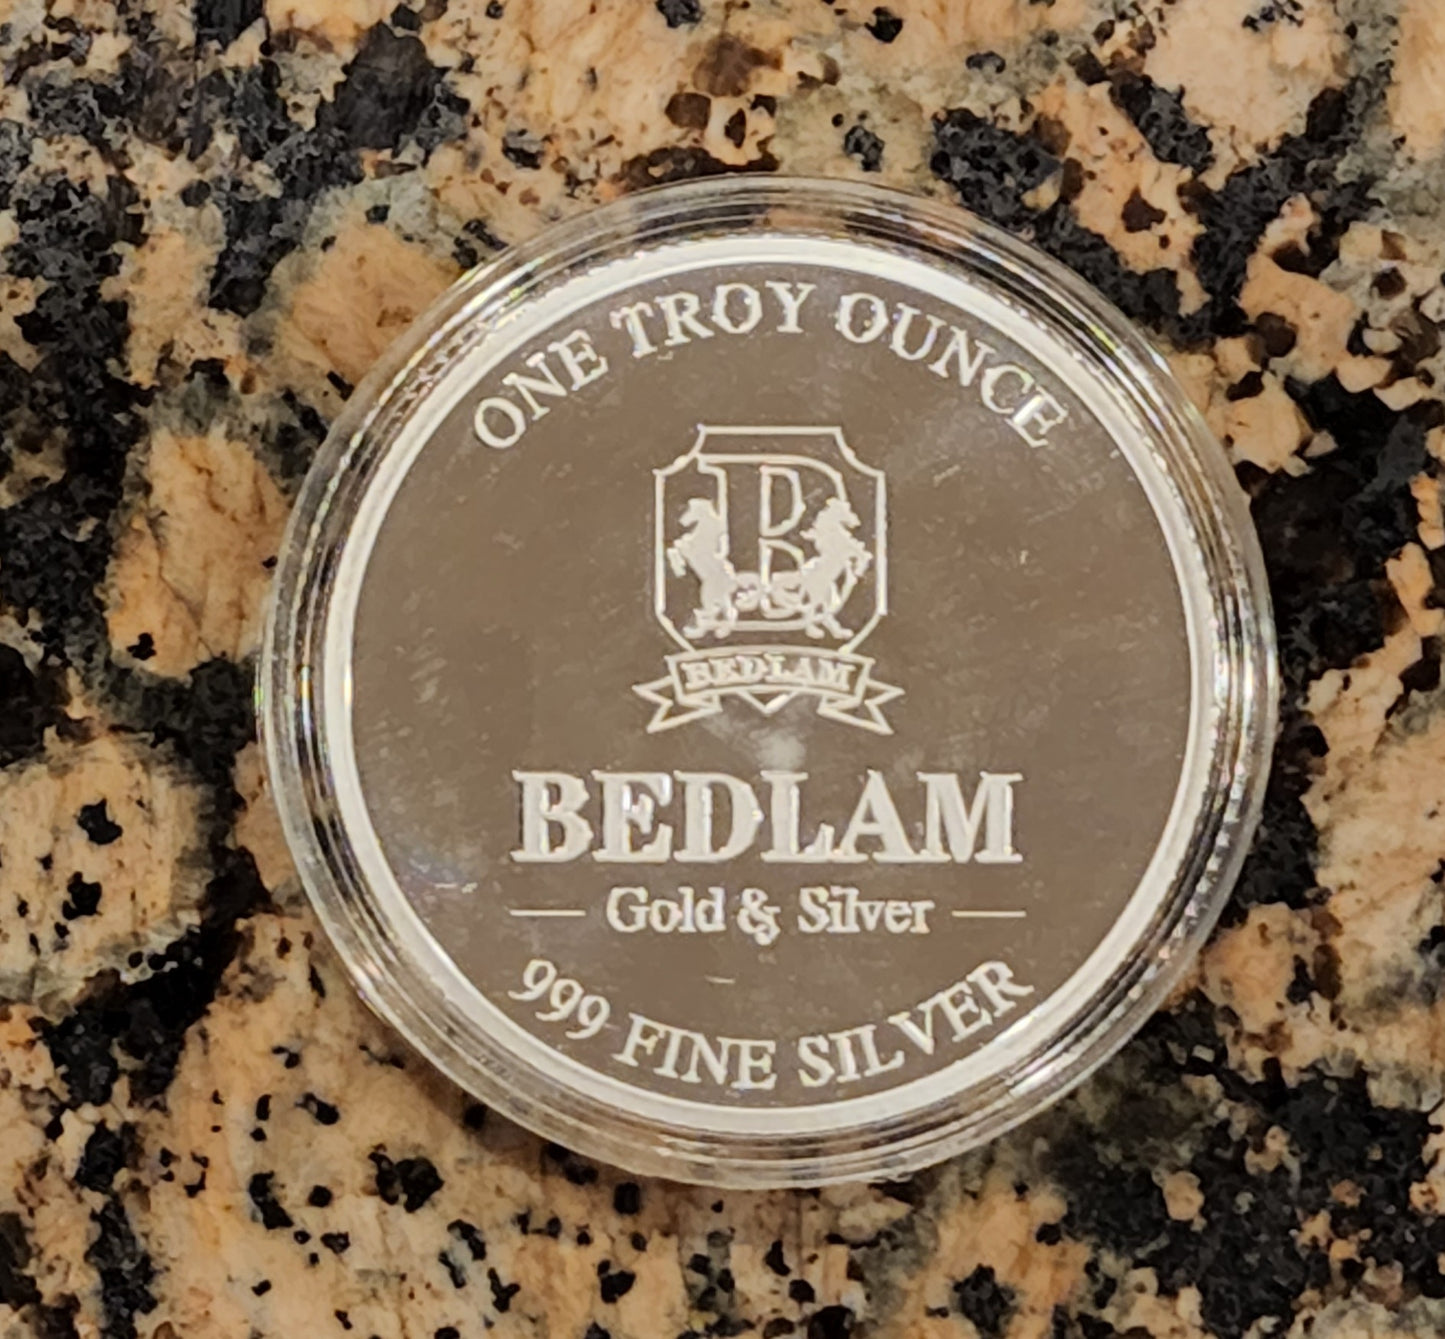 ONE TROY OUNCE
B
BEDLAM
BEDLAM
Gold & Silver
999 FINE SILVER